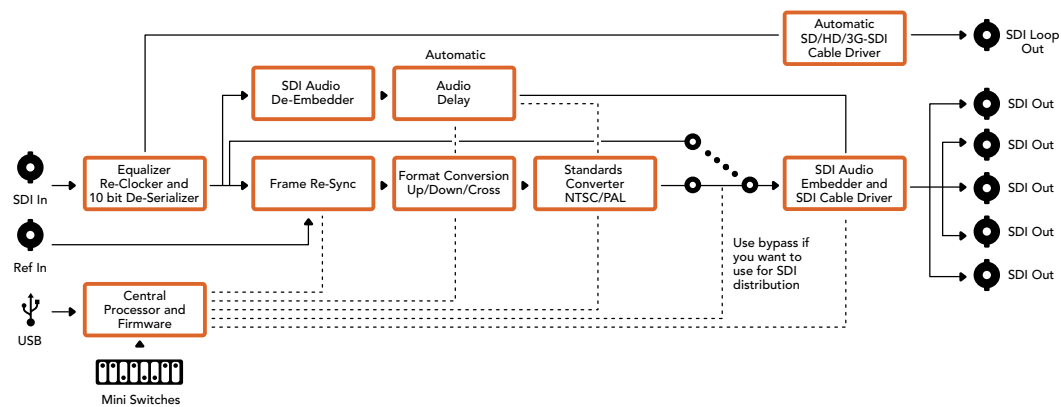 Automatic
SD/HD/3G-SDI
Cable Driver
SDI Loop
Out
Automatic
SDI Audio
De-Embedder
Audio
Delay
SDI Out
SDI Out
SDI In
Equalizer
Re-Clocker and
10 bit De-Serializer
Frame Re-Sync
Format Conversion
Up/Down/Cross
Standards
Converter
NTSC/PAL
SDI Audio
Embedder and
SDI Cable Driver
SDI Out
SDI Out
SDI Out
Ref In
Use bypass if
you want to
use for SDI
distribution
USB
Central
Processor and
Firmware
Mini Switches